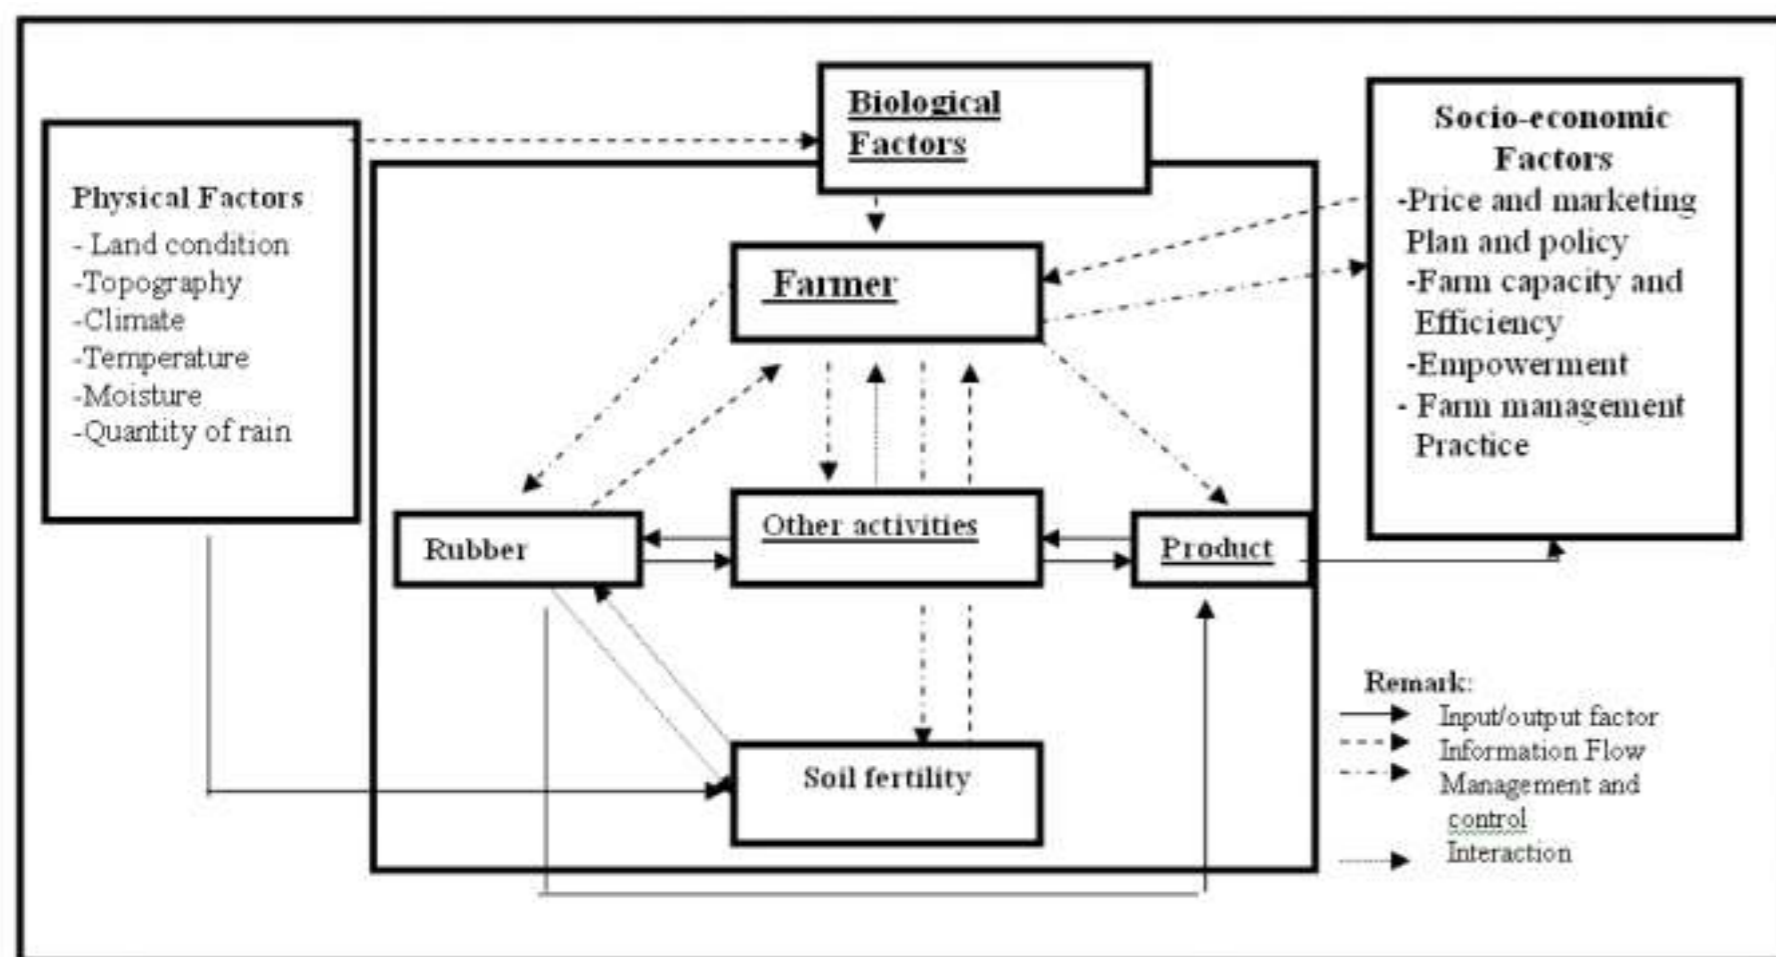 Biological
Factors
Socio-economic
Factors
-Price and marketing
Plan and policy
-Farm capacity and
Efficiency
-Empowerment
- Farm management
Practice
Physical Factors
- Land condition
-Topography
-Climate
-Temperature
-Moisture
-Quantity of rain
Farmer
Rubber
Other activities
Product
Soil fertility
Remark:
Input/output factor
Information Flow
Management and
control
Interaction